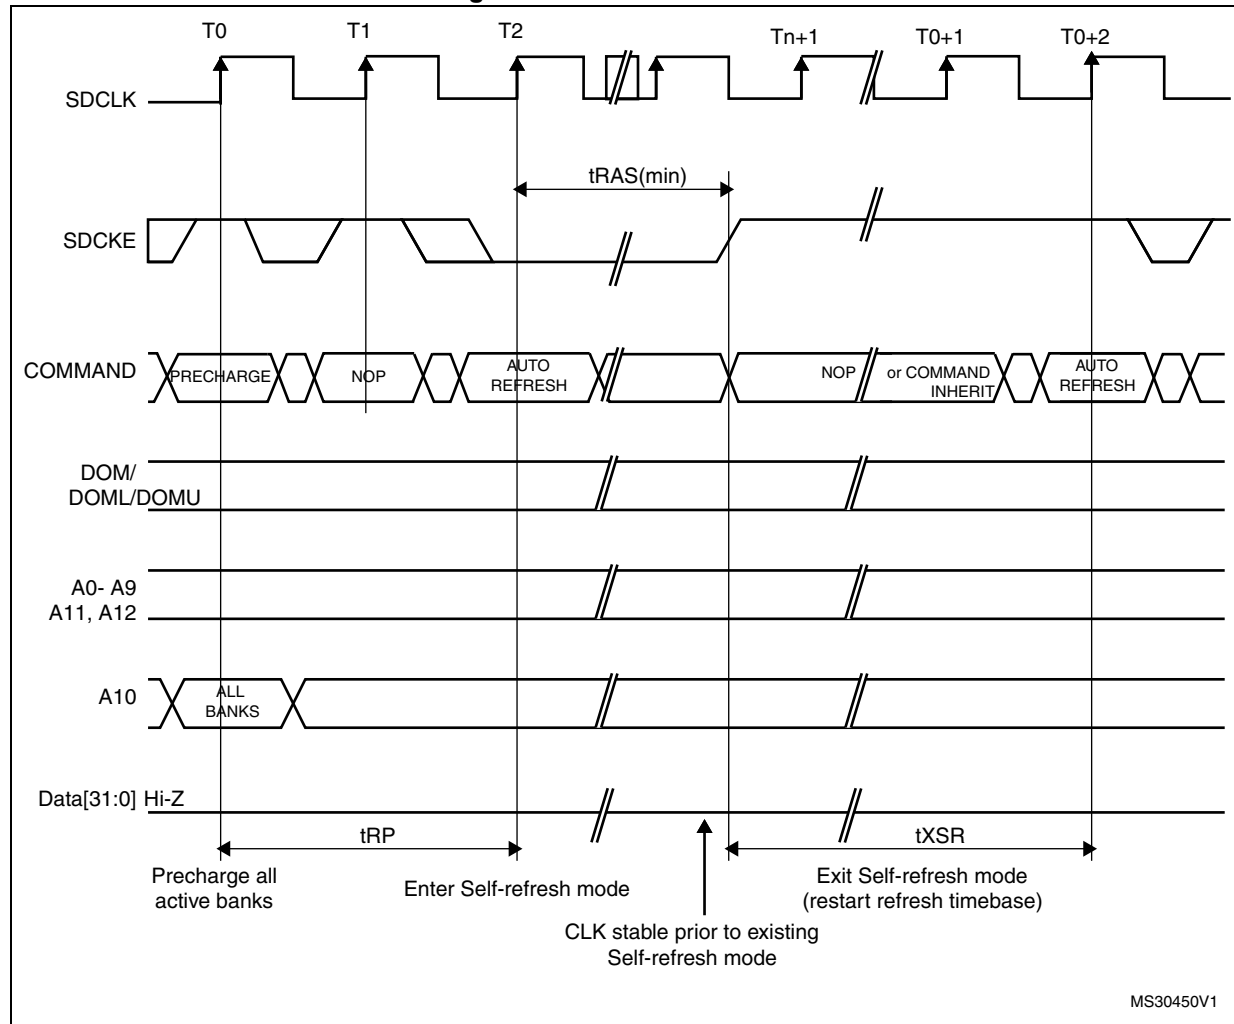 T0 T1 T2 Tn+1 T0+1 T0+2
SDCLK
tRAS(min)
SDCKE
COMMAND
PRECHARGE
NOP
AUTO
REFRESH
NOP
or COMMAND
INHERIT
AUTO
REFRESH
DOM/
DOML/DOMU
A0- A9
A11, A12
A10
ALL
BANKS
Data[31:0] Hi-Z
tRP
tXSR
Precharge all
active banks
Enter Self-refresh mode
Exit Self-refresh mode
(restart refresh timebase)
CLK stable prior to existing
Self-refresh mode
MS30450V1